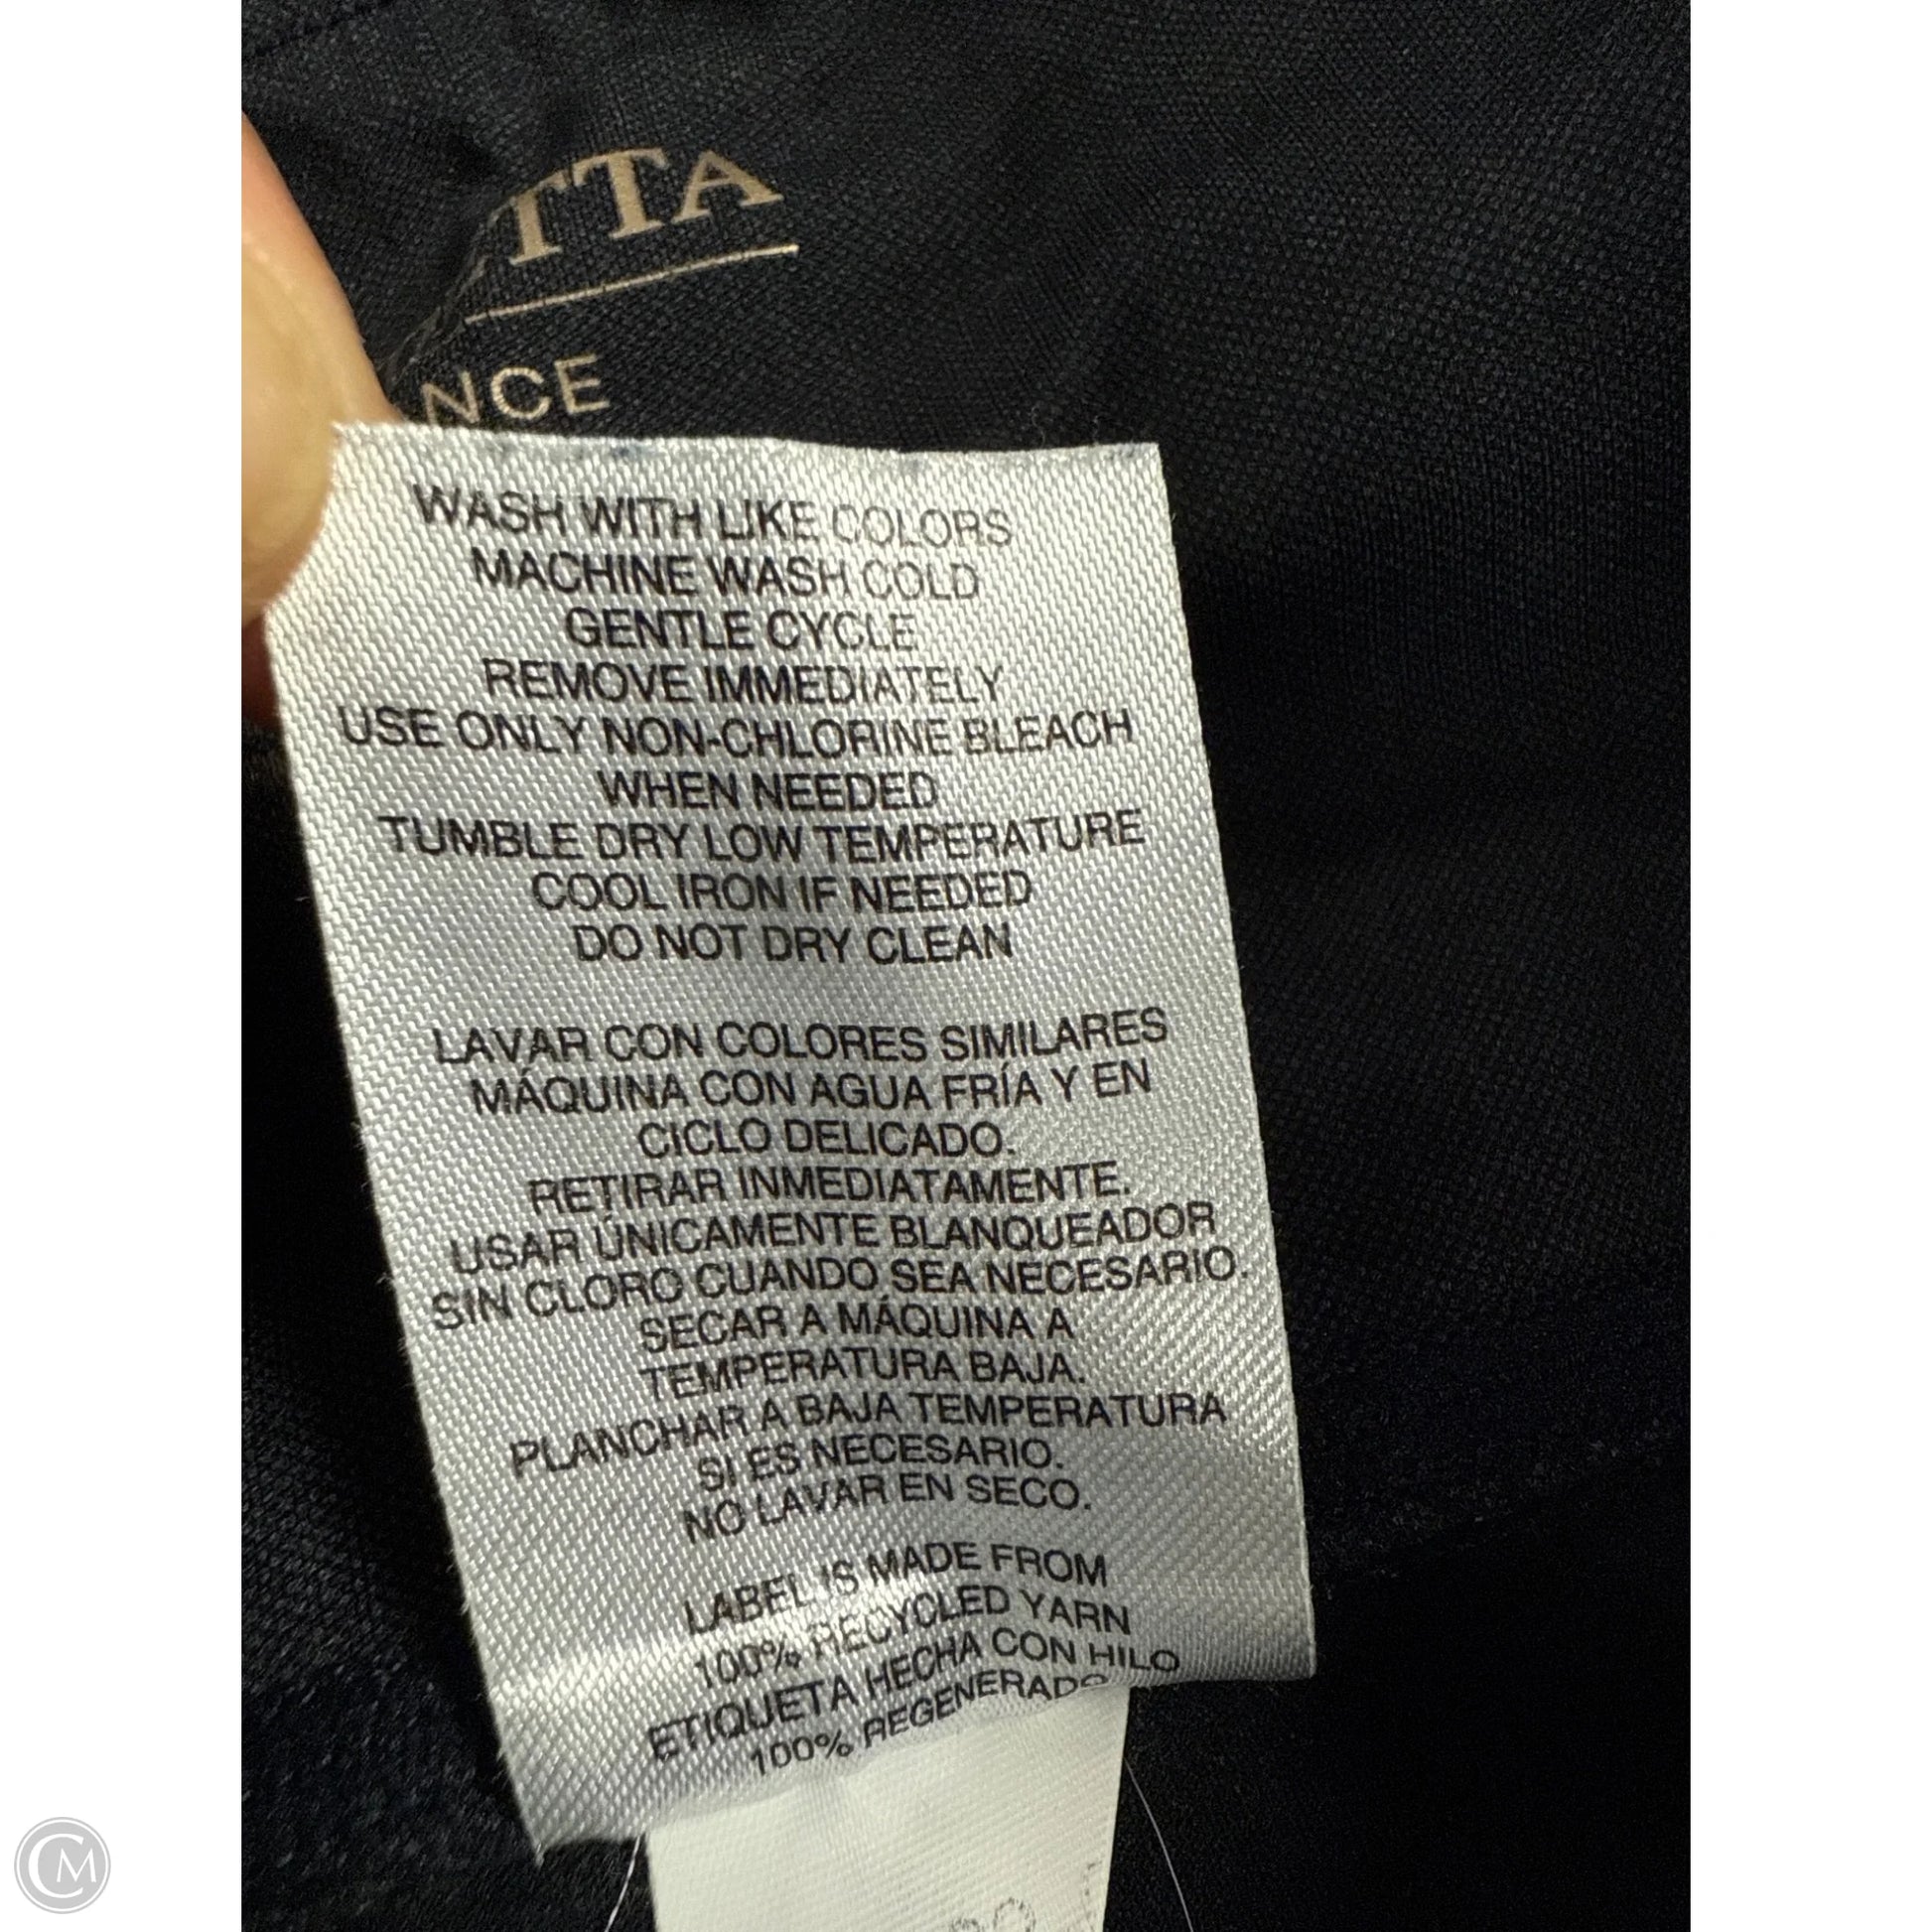 TTA
NCE
WASH WITH LIKE COLORS
MACHINE WASH COLD
GENTLE CYCLE
REMOVE IMMEDIATELY
USE ONLY NON-CHLORINE BLEACH
WHEN NEEDED
TUMBLE DRY LOW TEMPERATURE
COOL IRON IF NEEDED
DO NOT DRY CLEAN
LAVAR CON COLORES SIMILARES
MÁQUINA CON AGUA FRÍA Y EN
CICLO DELICADO.
RETIRAR INMEDIATAMENTE.
USAR ÚNICAMENTE BLANQUEADOR
SIN CLORO CUANDO SEA NECESARIO.
SECAR A MÁQUINA A
TEMPERATURA BAJA.
PLANCHAR A BAJA TEMPERATURA
SI ES NECESARIO.
NO LAVAR EN SECO.
LABEL IS MADE FROM
100% RECYCLED YARN
ETIQUETA HECHA CON HILO
100% REGENERADO
CM